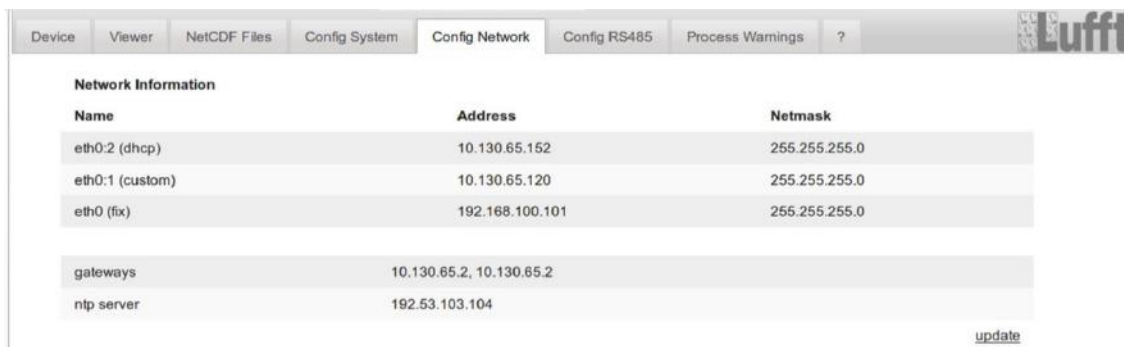 Device Viewer NetCDF Files Config System Config Network Config RS485 Process Warnings ? Lufft
Network Information
Name Address Netmask
eth0:2 (dhcp) 10.130.65.152 255.255.255.0
eth0:1 (custom) 10.130.65.120 255.255.255.0
eth0 (fix) 192.168.100.101 255.255.255.0
gateways 10.130.65.2, 10.130.65.2
ntp server 192.53.103.104
update